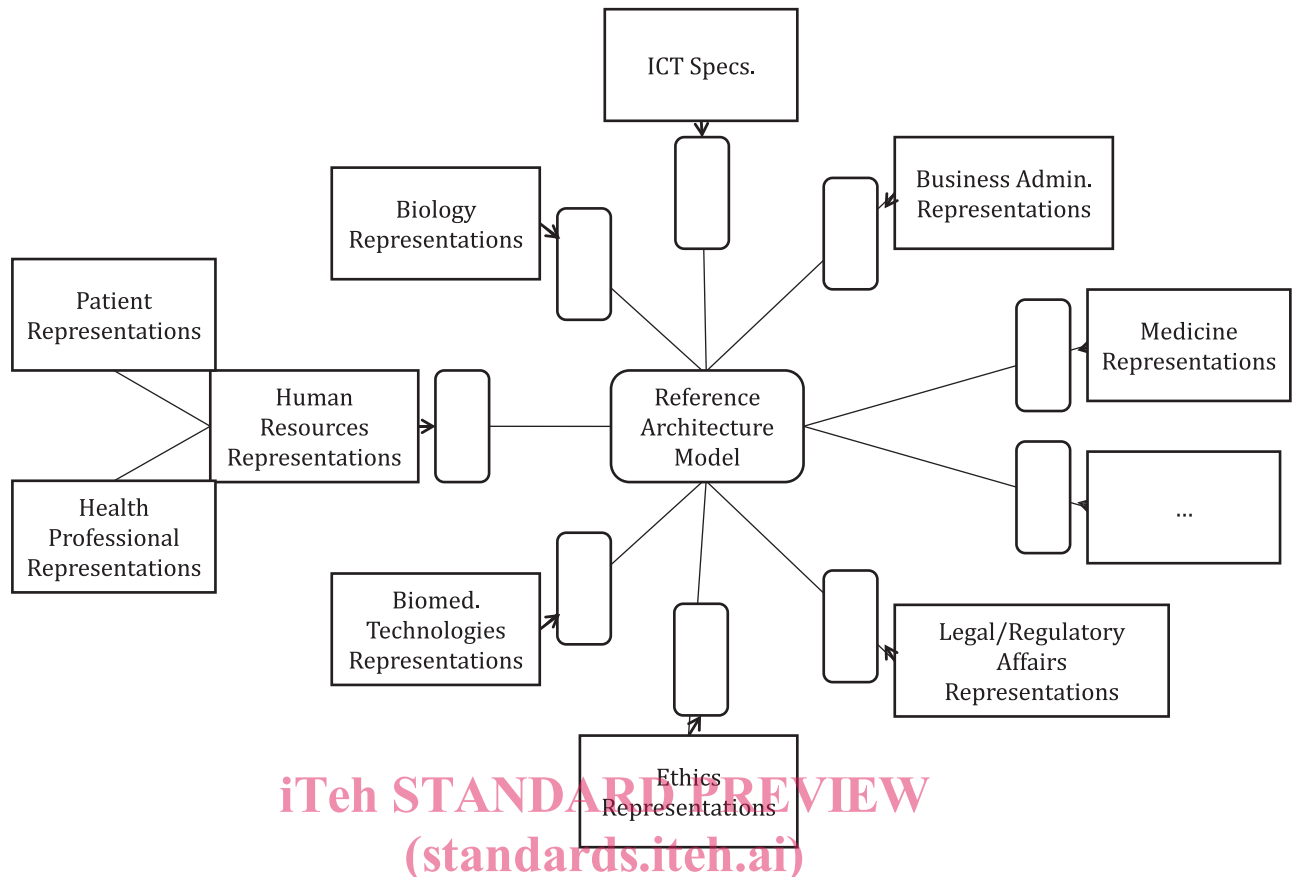 ICT Specs.
Biology
Representations
Business Admin.
Representations
Patient
Representations
Medicine
Representations
Human
Resources
Representations
Reference
Architecture
Model
Health
Professional
Representations
...
Biomed.
Technologies
Representations
Legal/Regulatory
Affairs
Representations
Ethics
Representations
iTeh STANDARD PREVIEW
(standards.iteh.ai)